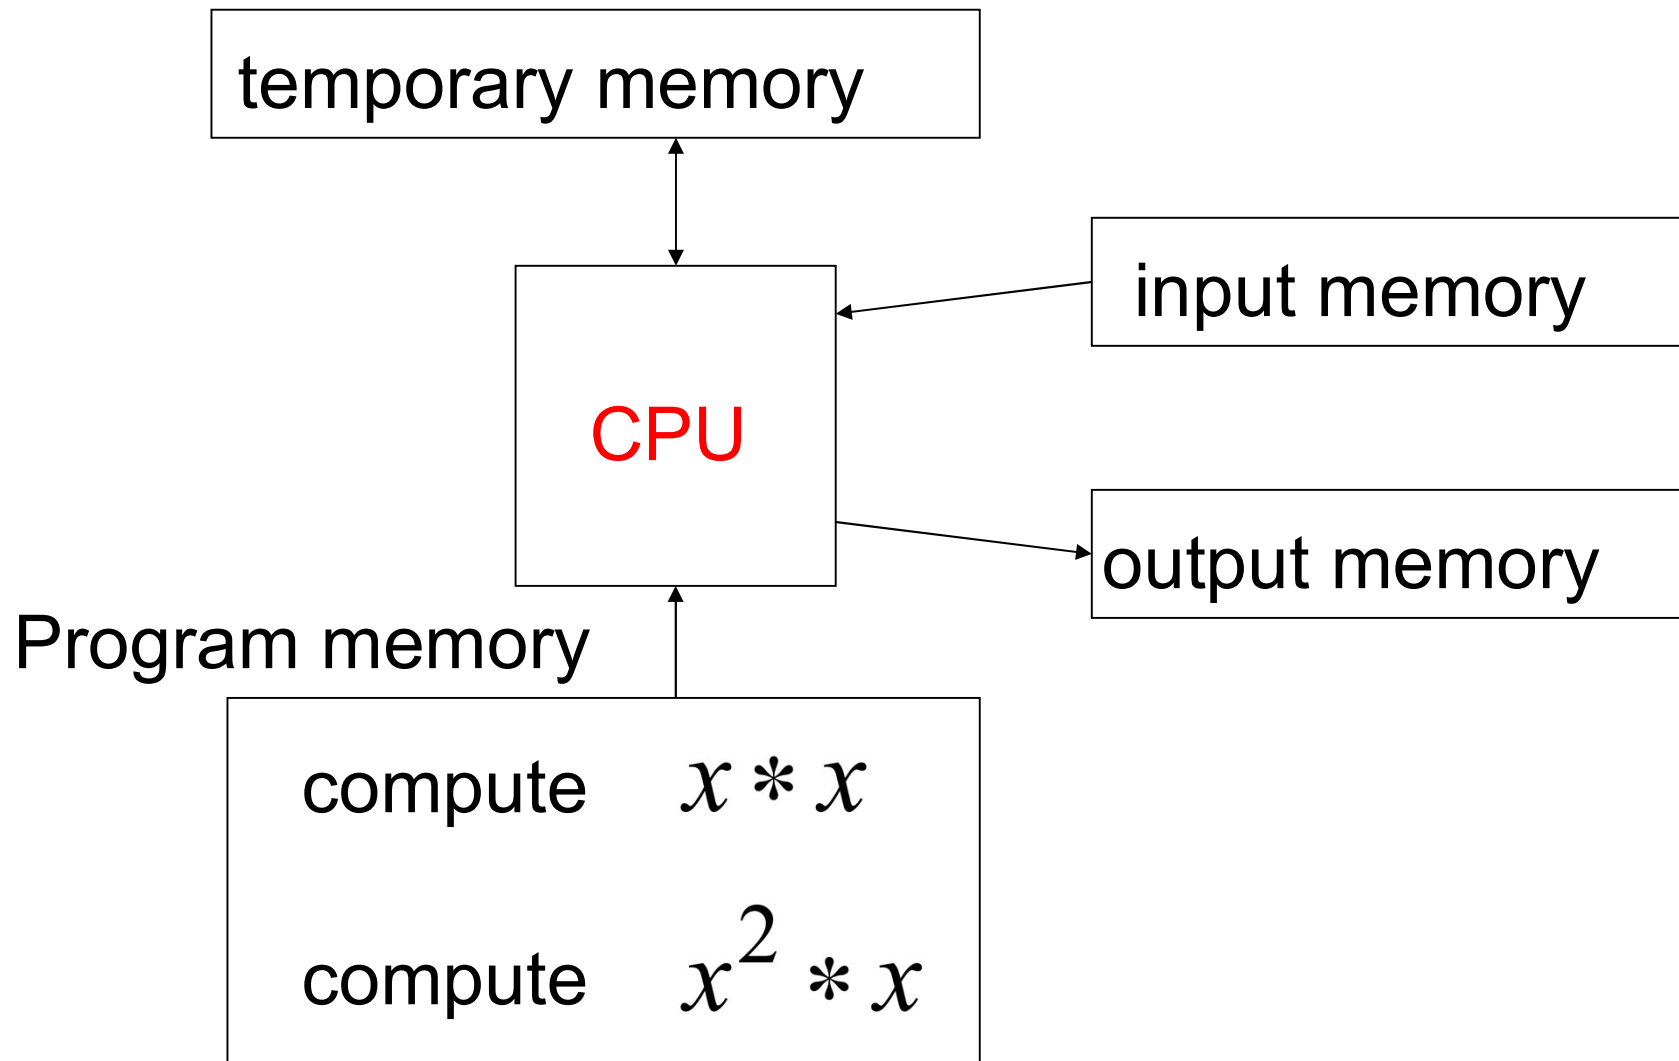 temporary memory
input memory
CPU
output memory
Program memory
compute x * x
compute x² * x